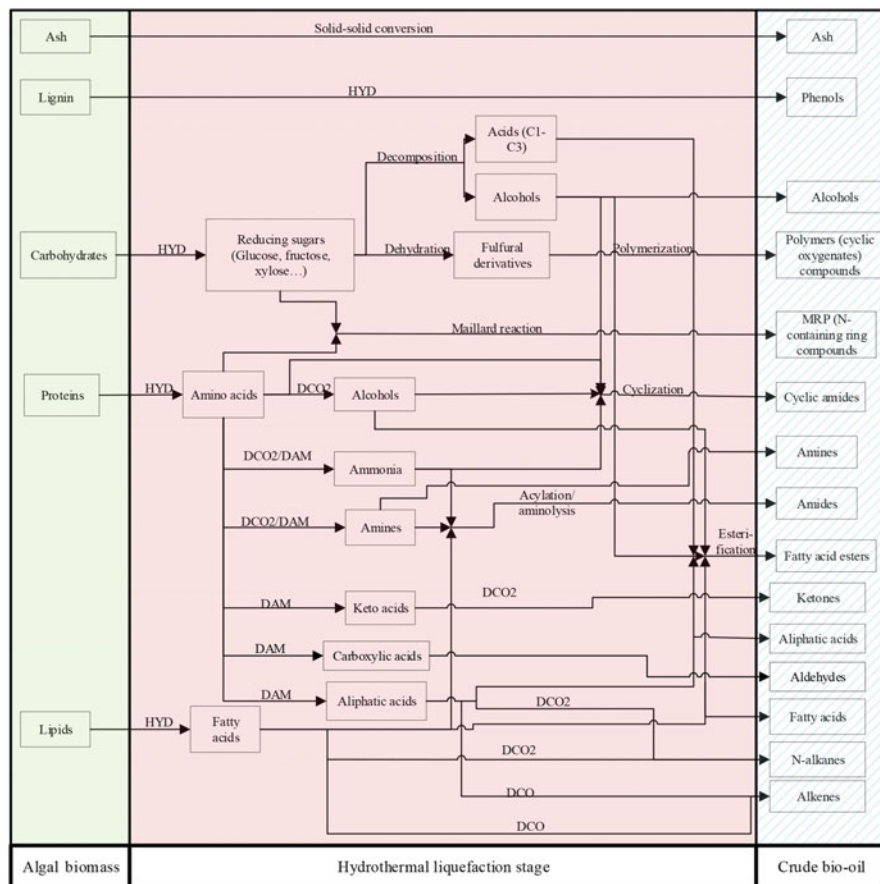 Ash
Solid-solid conversion
Ash
Lignin
HYD
Phenols
Acids (C1-
C3)
Decomposition
Alcohols
Alcohols
Carbohydrates
HYD
Reducing sugars
(Glucose, fructose,
xylose…)
Dehydration
Fulfural
derivatives
Polymerization
Polymers (cyclic
oxygenates)
compounds
Maillard reaction
MRP (N-
containing ring
compounds
Proteins
HYD
Amino acids
DCO2
Alcohols
Cyclization
Cyclic amides
DCO2/DAM
Ammonia
Amines
DCO2/DAM
Amines
Acylation/
aminolysis
Amides
Esteri-
fication
Fatty acid esters
DAM
Keto acids
DCO2
Ketones
Aliphatic acids
DAM
Carboxylic acids
Aldehydes
DAM
Aliphatic acids
DCO2
Fatty acids
Lipids
HYD
Fatty
acids
DCO2
N-alkanes
DCO
Alkenes
DCO
Algal biomass
Hydrothermal liquefaction stage
Crude bio-oil